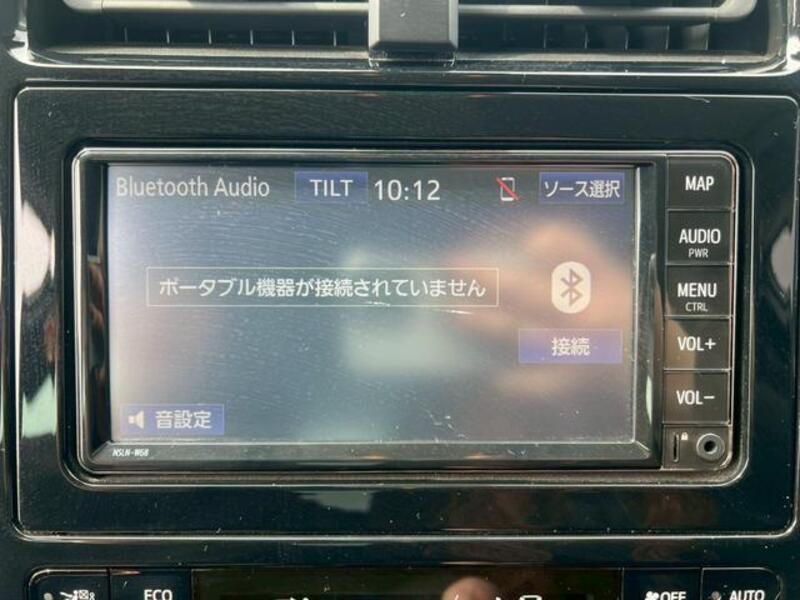 Bluetooth Audio TILT 10:12 ソース選択
ポータブル機器が接続されていません
接続
音設定
NSLN-W68
MAP
AUDIO
PWR
MENU
CTRL
VOL+
VOL-
ECO
OFF
AUTO